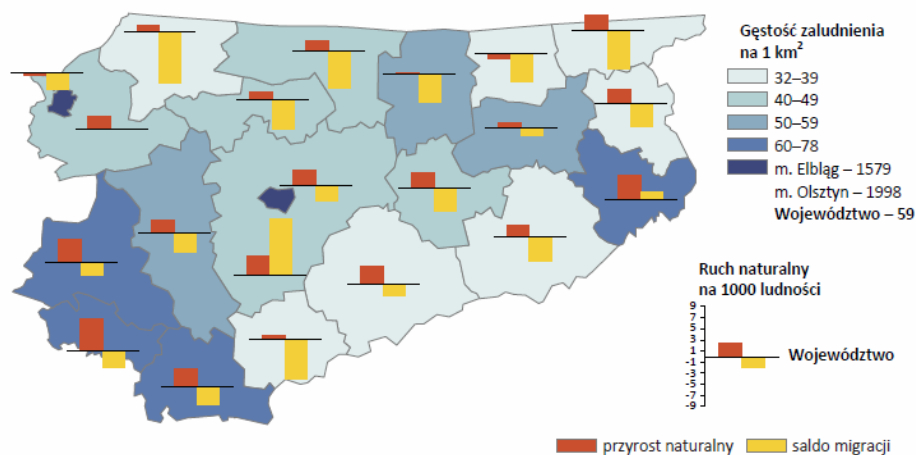 Gęstość zaludnienia
na 1 km²
32–39
40–49
50–59
60–78
m. Elbląg – 1579
m. Olsztyn – 1998
Województwo – 59
Ruch naturalny
na 1000 ludności
9
7
5
3
1
-1
-3
-5
-7
-9
Województwo
przyrost naturalny
saldo migracji